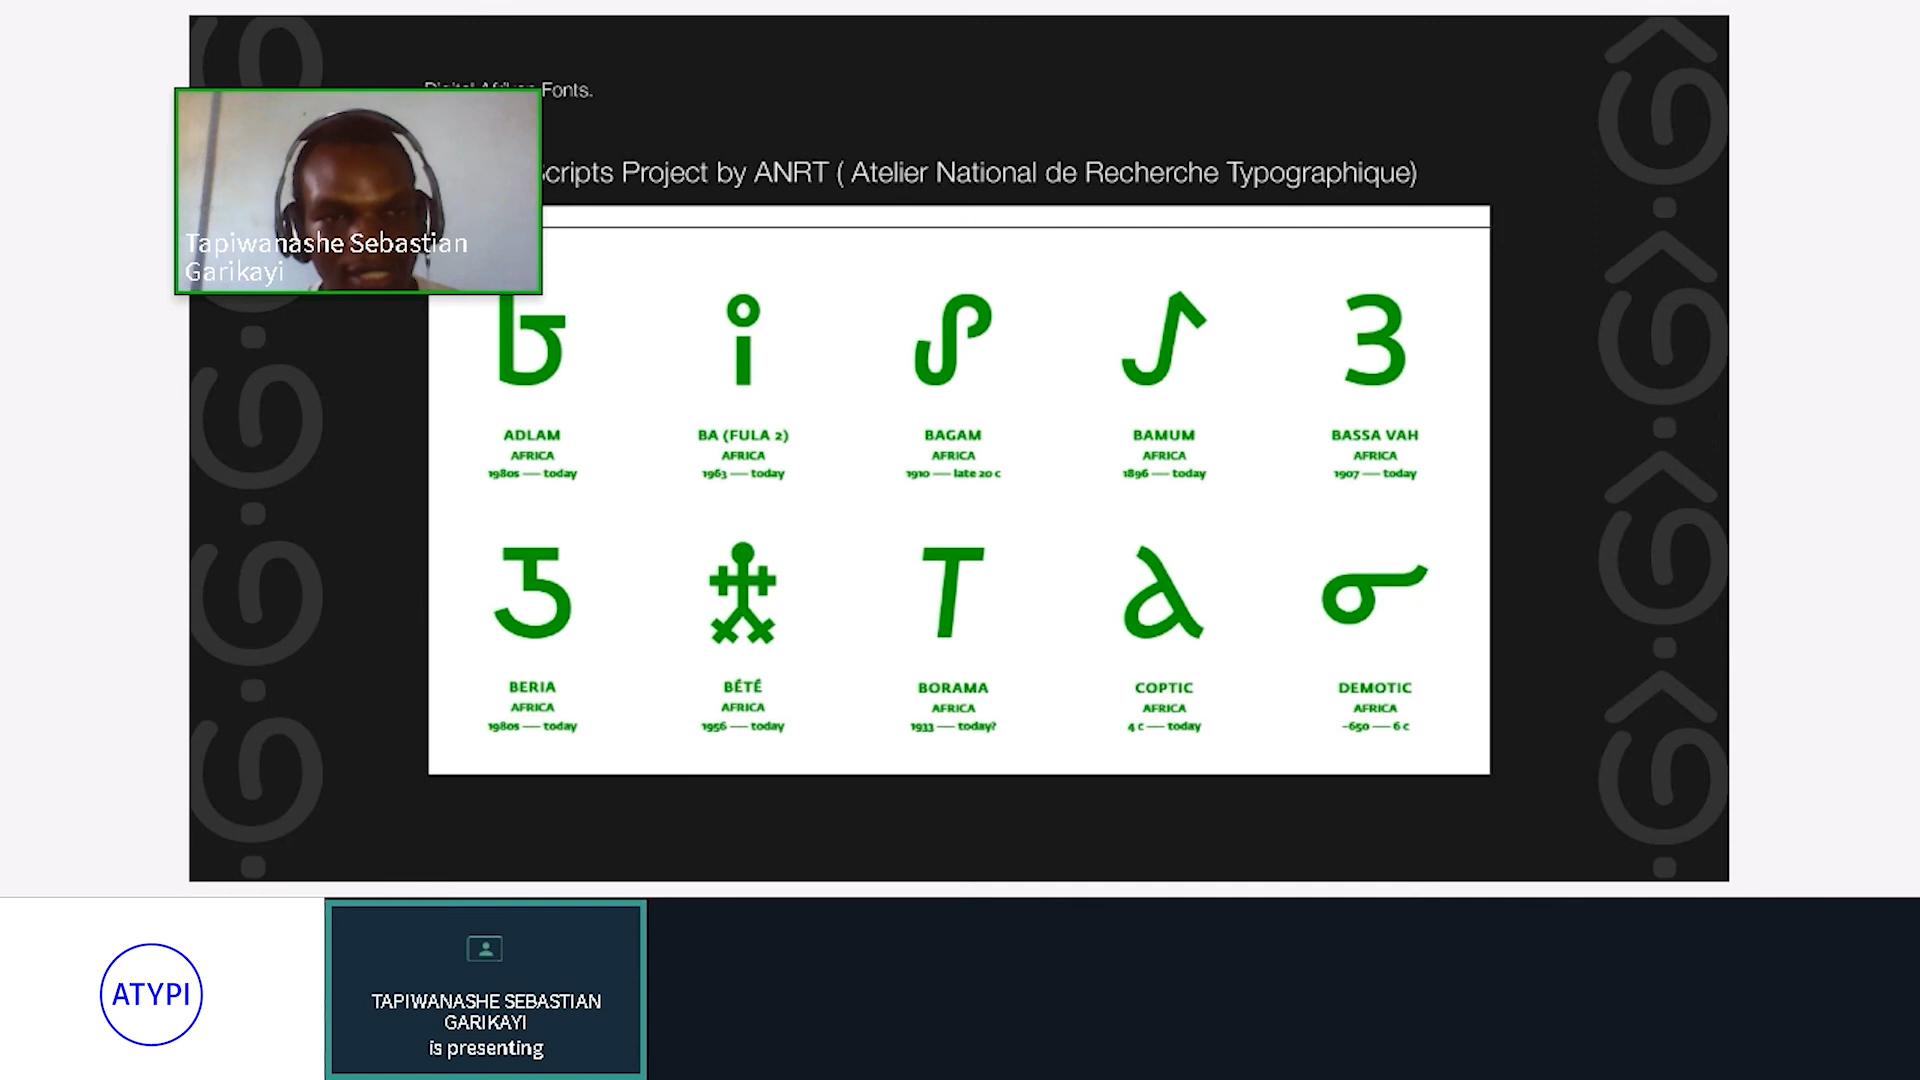 Fonts.
Scripts Project by ANRT ( Atelier National de Recherche Typographique)
Tapiwanashe Sebastian
Garikayi
ADLAM
AFRICA
1980s — today
BA (FULA 2)
AFRICA
1963 — today
BAGAM
AFRICA
1910 — late 20 c
BAMUM
AFRICA
1896 — today
BASSA VAH
AFRICA
1907 — today
BERIA
AFRICA
1980s — today
BÉTÉ
AFRICA
1956 — today
BORAMA
AFRICA
1933 — today?
COPTIC
AFRICA
4 c — today
DEMOTIC
AFRICA
-650 — 6 c
ATYPI
TAPIWANASHE SEBASTIAN
GARIKAYI
is presenting